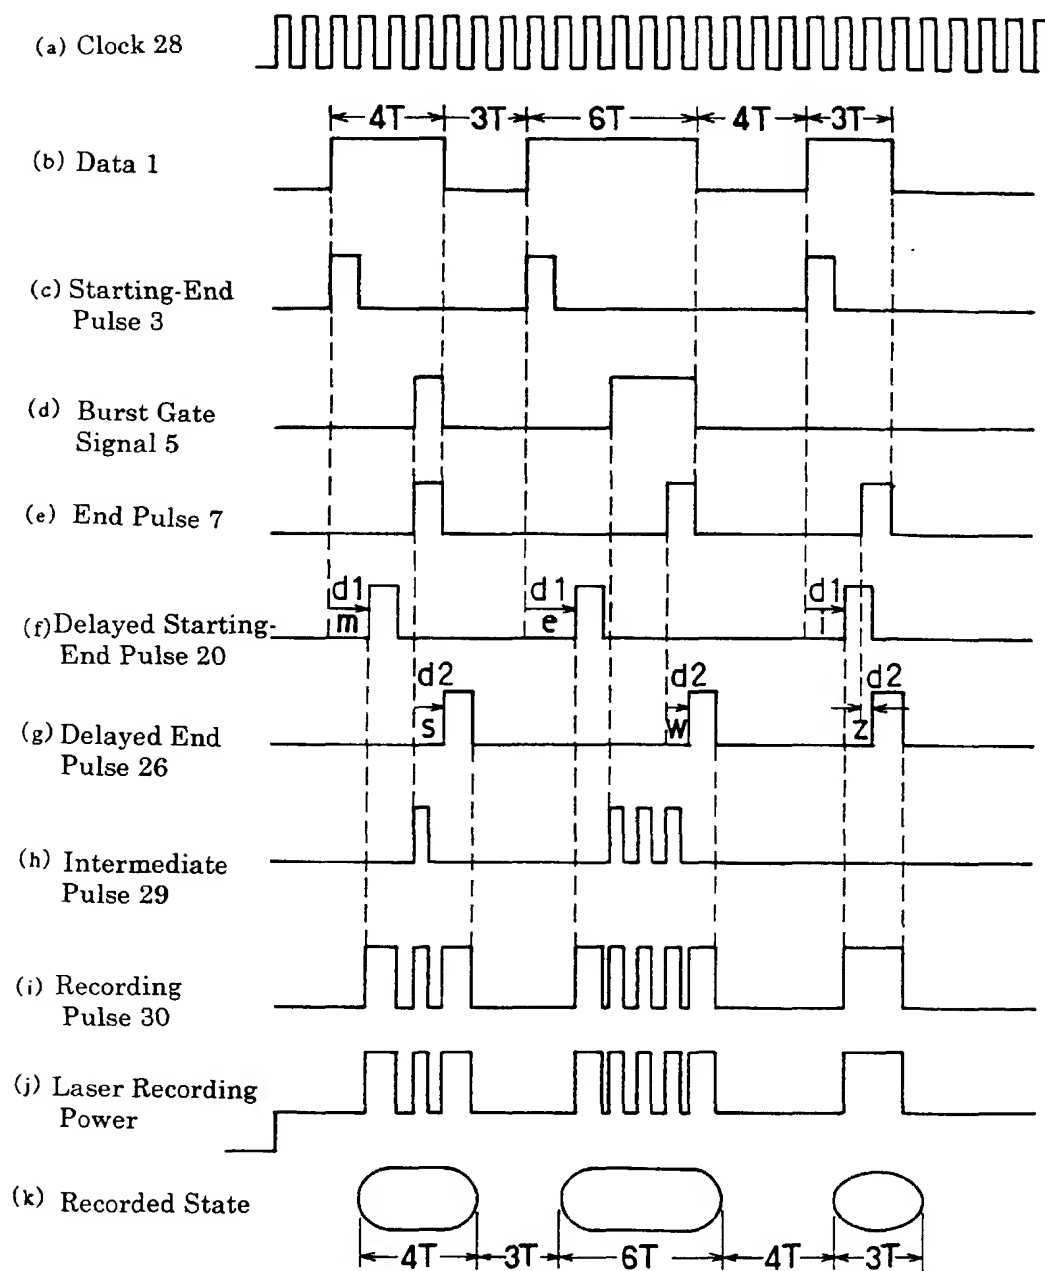 (a) Clock 28
4T 3T 6T 4T 3T
(b) Data 1
(c) Starting-End
Pulse 3
(d) Burst Gate
Signal 5
(e) End Pulse 7
d1 d1 d1
m e i
(f) Delayed Starting-
End Pulse 20
d2 d2 d2
s w z
(g) Delayed End
Pulse 26
(h) Intermediate
Pulse 29
(i) Recording
Pulse 30
(j) Laser Recording
Power
(k) Recorded State
4T 3T 6T 4T 3T